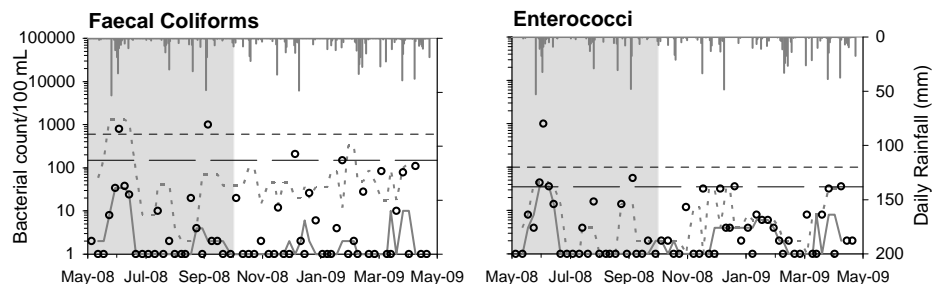 Faecal Coliforms
Enterococci
100000
10000
1000
100
10
1
Bacterial count/100 mL
May-08 Jul-08 Sep-08 Nov-08 Jan-09 Mar-09 May-09
0
50
100
150
200
Daily Rainfall (mm)
May-08 Jul-08 Sep-08 Nov-08 Jan-09 Mar-09 May-09